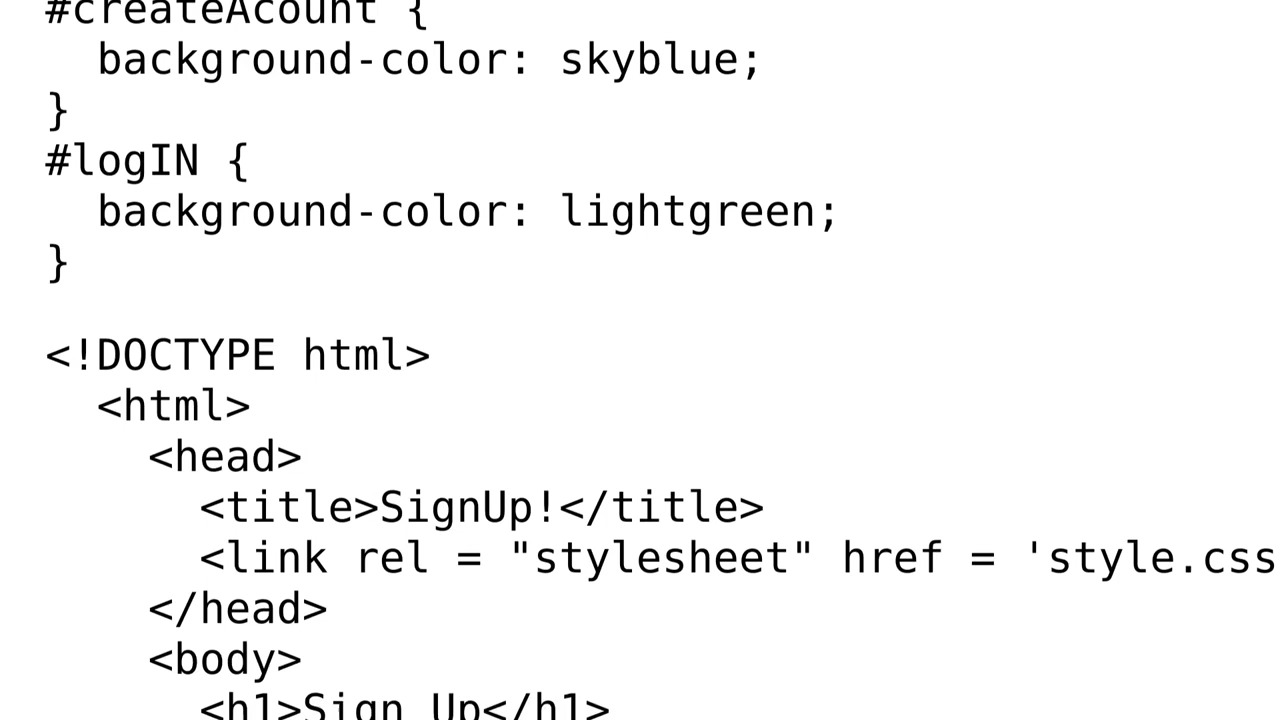 #createAcount {
  background-color: skyblue;
}
#logIN {
  background-color: lightgreen;
}

<!DOCTYPE html>
  <html>
    <head>
      <title>SignUp!</title>
      <link rel = "stylesheet" href = 'style.css
    </head>
    <body>
      <h1>Sign Up</h1>